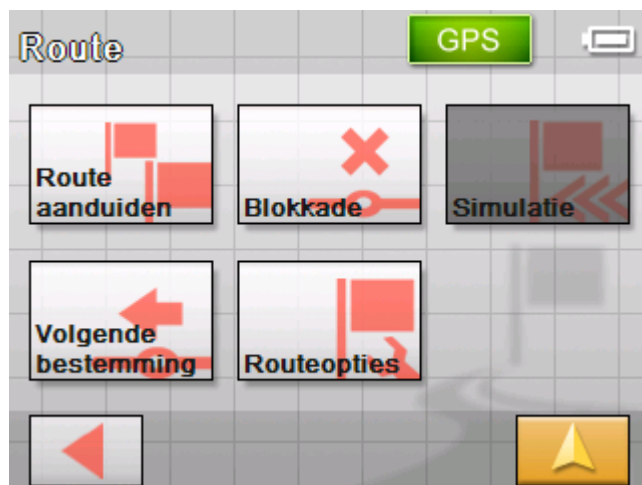 Route
GPS
Route
aanduiden
Blokkade
Simulatie
Volgende
bestemming
Routeopties